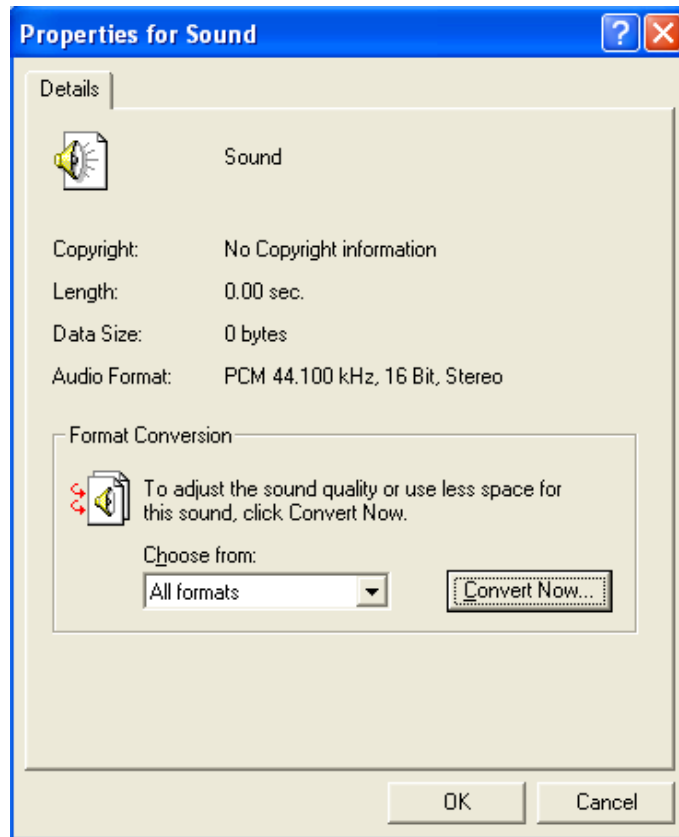 Properties for Sound
?
Details
Sound
Copyright: No Copyright information
Length: 0.00 sec.
Data Size: 0 bytes
Audio Format: PCM 44.100 kHz, 16 Bit, Stereo
Format Conversion
To adjust the sound quality or use less space for
this sound, click Convert Now.
Choose from:
All formats Convert Now...
OK Cancel